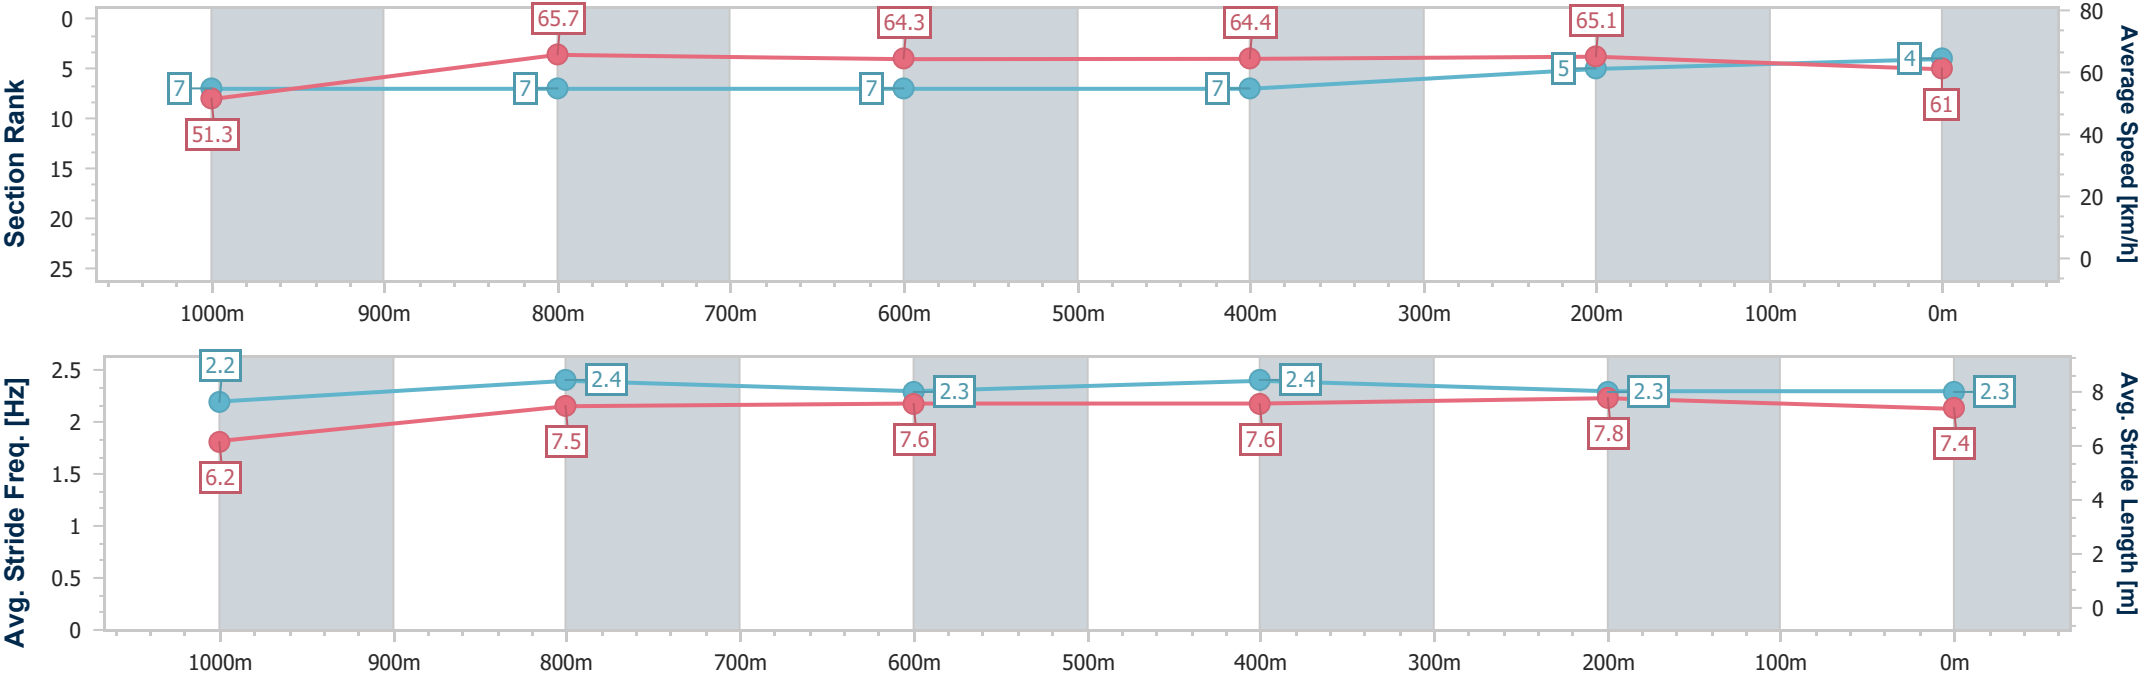 Section Rank
0
5
10
15
20
25
65.7
64.3
64.4
65.1
7
7
7
7
5
4
51.3
61
80
60
40
20
0
Average Speed [km/h]
1000m
900m
800m
700m
600m
500m
400m
300m
200m
100m
0m
Avg. Stride Freq. [Hz]
2.5
2
1.5
1
0.5
0
2.2
2.4
2.3
2.4
2.3
2.3
6.2
7.5
7.6
7.6
7.8
7.4
8
6
4
2
0
Avg. Stride Length [m]
1000m
900m
800m
700m
600m
500m
400m
300m
200m
100m
0m